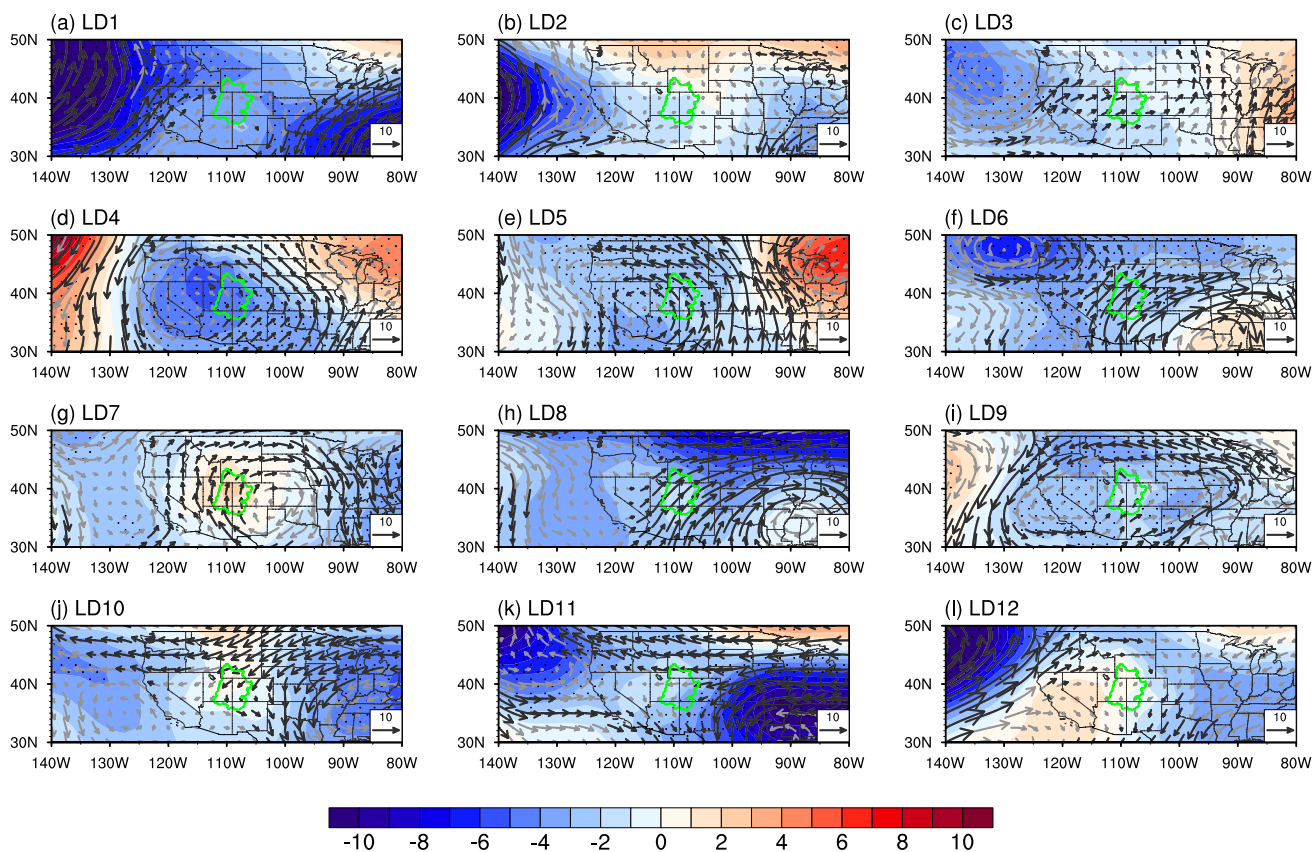 (a) LD1 (b) LD2 (c) LD3
50N 50N 50N
40N 40N 40N
10 10 10
30N 30N 30N
140W 130W 120W 110W 100W 90W 80W 140W 130W 120W 110W 100W 90W 80W 140W 130W 120W 110W 100W 90W 80W
(d) LD4 (e) LD5 (f) LD6
50N 50N 50N
40N 40N 40N
10 10 10
30N 30N 30N
140W 130W 120W 110W 100W 90W 80W 140W 130W 120W 110W 100W 90W 80W 140W 130W 120W 110W 100W 90W 80W
(g) LD7 (h) LD8 (i) LD9
50N 50N 50N
40N 40N 40N
10 10 10
30N 30N 30N
140W 130W 120W 110W 100W 90W 80W 140W 130W 120W 110W 100W 90W 80W 140W 130W 120W 110W 100W 90W 80W
(j) LD10 (k) LD11 (l) LD12
50N 50N 50N
40N 40N 40N
10 10 10
30N 30N 30N
140W 130W 120W 110W 100W 90W 80W 140W 130W 120W 110W 100W 90W 80W 140W 130W 120W 110W 100W 90W 80W
-10 -8 -6 -4 -2 0 2 4 6 8 10